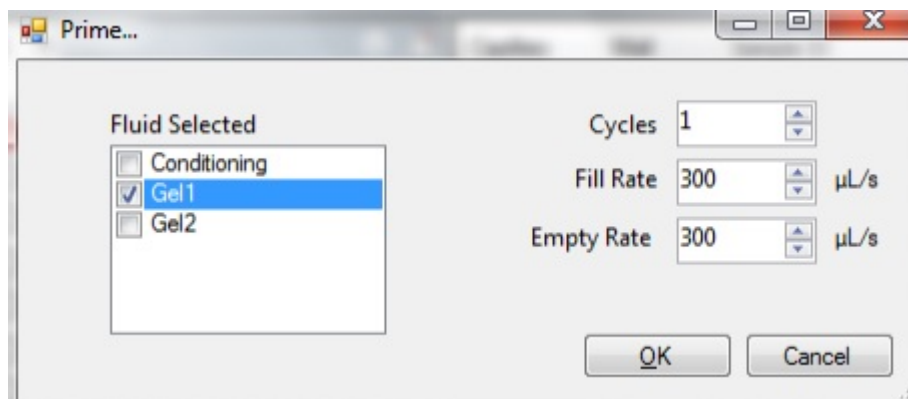 Prime...
Fluid Selected
Conditioning
Gel1
Gel2
Cycles 1
Fill Rate 300 µL/s
Empty Rate 300 µL/s
OK Cancel